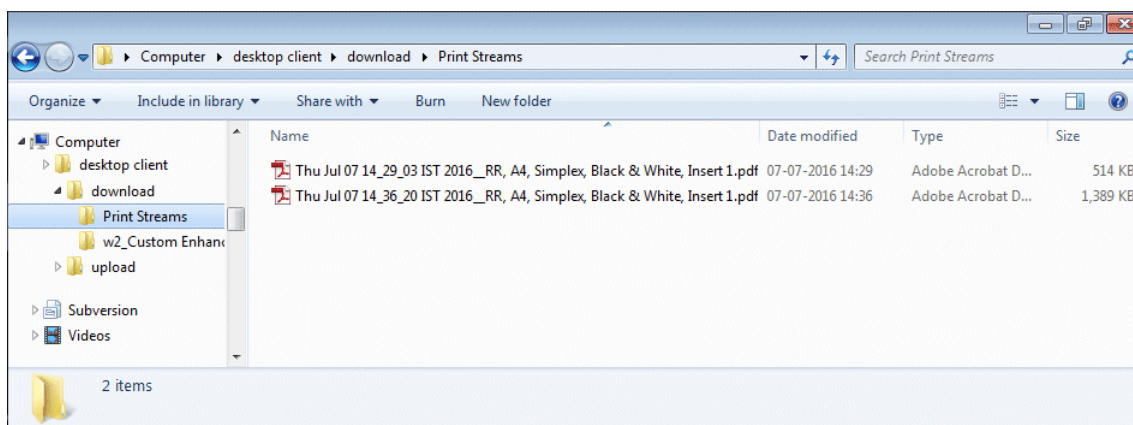 Computer desktop client download Print Streams Search Print Streams
Organize Include in library Share with Burn New folder
Computer
desktop client
download
Print Streams
w2_Custom Enhan
upload
Subversion
Videos
Name Date modified Type Size
Thu Jul 07 14_29_03 IST 2016__RR, A4, Simplex, Black & White, Insert 1.pdf 07-07-2016 14:29 Adobe Acrobat D... 514 KB
Thu Jul 07 14_36_20 IST 2016__RR, A4, Simplex, Black & White, Insert 1.pdf 07-07-2016 14:36 Adobe Acrobat D... 1,389 KB
2 items